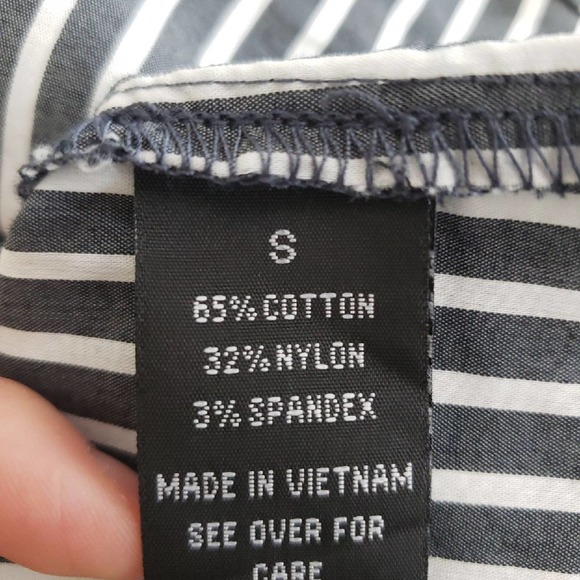 S
65% COTTON
32% NYLON
3% SPANDEX
MADE IN VIETNAM
SEE OVER FOR
CARE